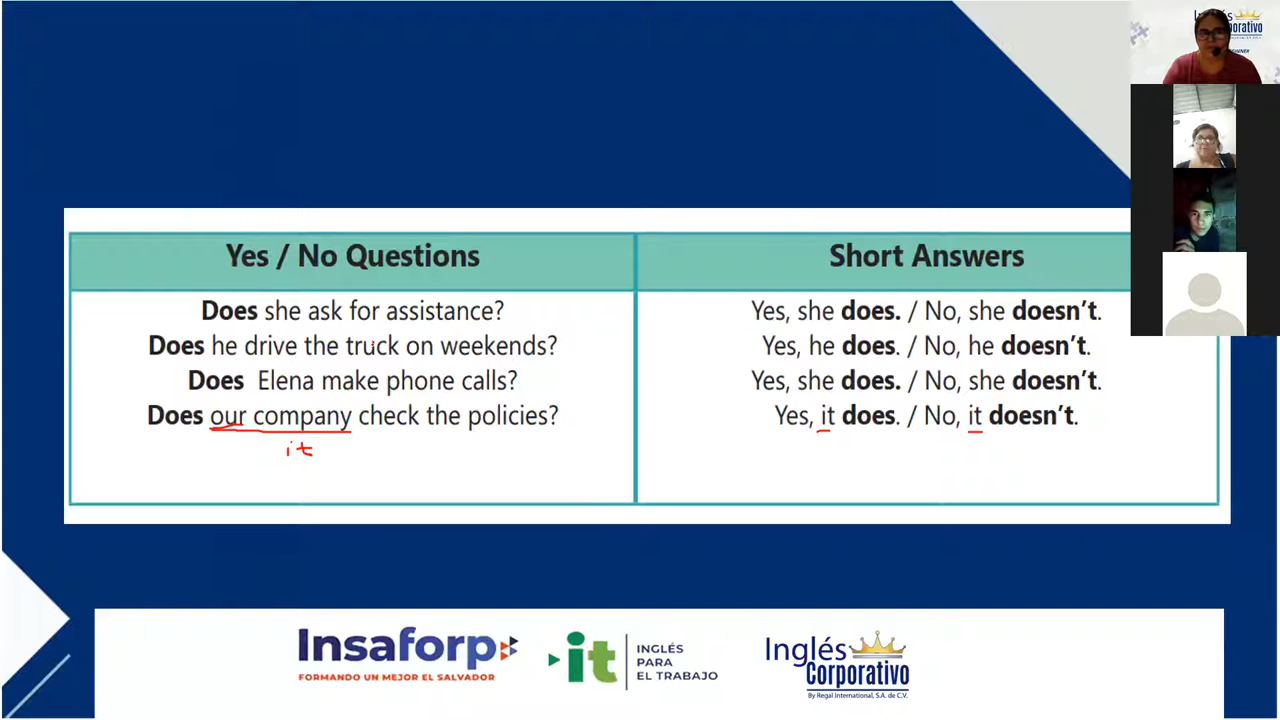 Inglés
Corporativo
Yes / No Questions
Short Answers
Does she ask for assistance?
Yes, she does. / No, she doesn't.
Does he drive the truck on weekends?
Yes, he does. / No, he doesn't.
Does Elena make phone calls?
Yes, she does. / No, she doesn't.
Does our company check the policies?
Yes, it does. / No, it doesn't.
it
Insaforp
FORMANDO UN MEJOR EL SALVADOR
it
INGLÉS
PARA
EL TRABAJO
Inglés
Corporativo
By Regal International, S.A. de C.V.